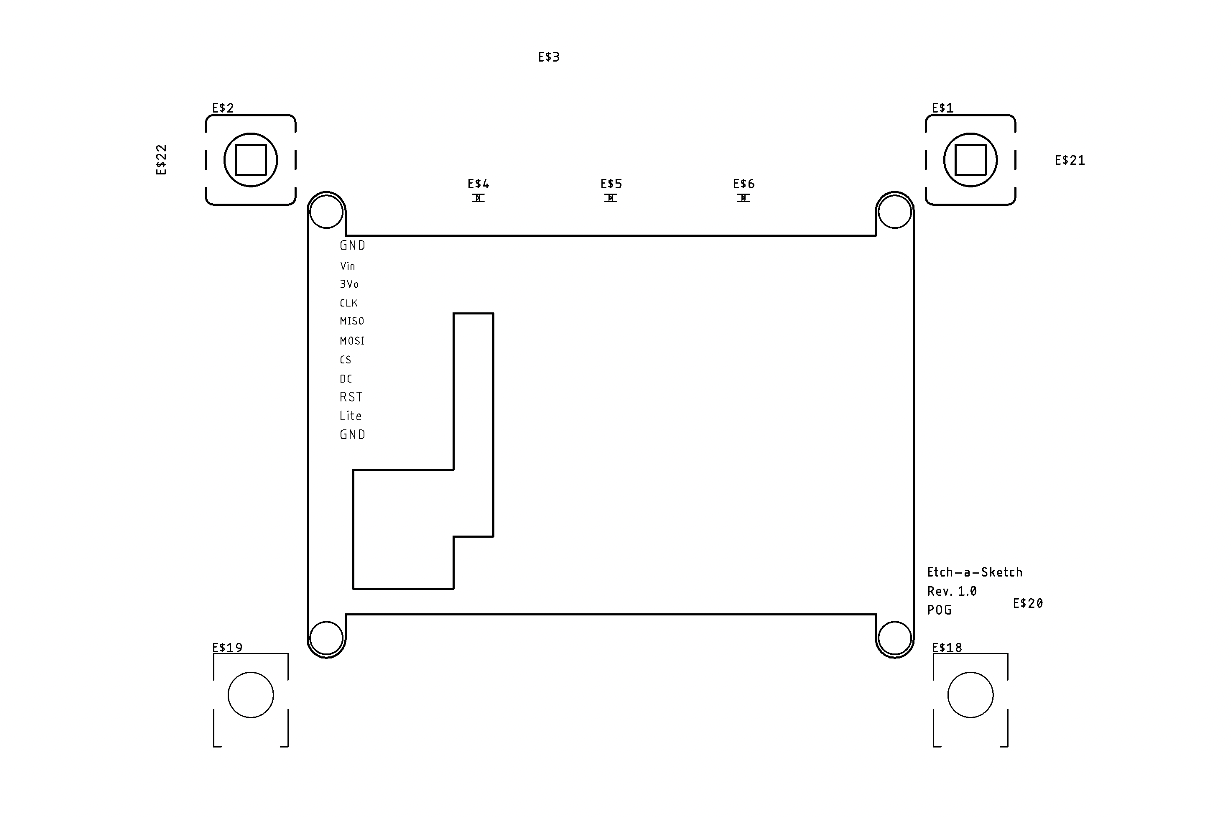 E$3
E$2
E$1
E$22
E$21
E$4
E$5
E$6
GND
Vin
3Vo
CLK
MISO
MOSI
CS
DC
RST
Lite
GND
Etch-a-Sketch
Rev. 1.0
POG
E$20
E$19
E$18